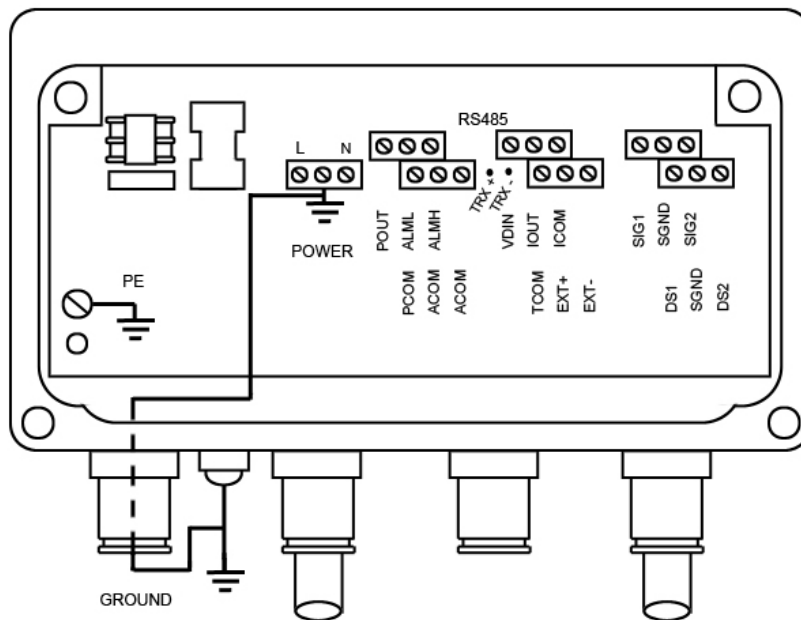 RS485
L N
TRX +
TRX -
POWER
POUT
ALML
ALMH
VDIN
IOUT
ICOM
SIG1
SGND
SIG2
PE
PCOM
ACOM
ACOM
TCOM
EXT+
EXT-
DS1
SGND
DS2
GROUND